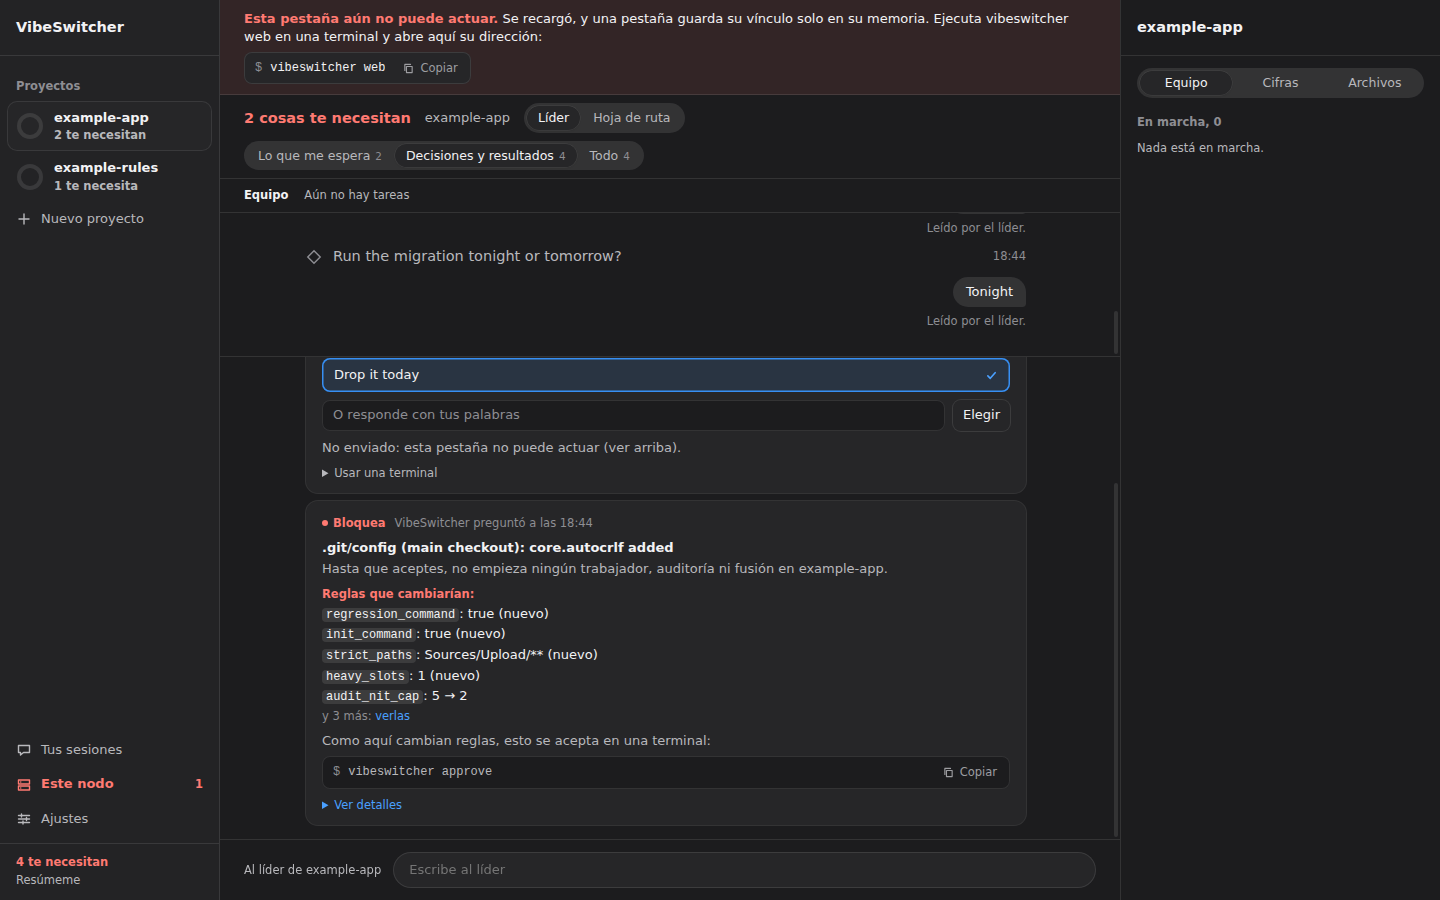 VibeSwitcher
Proyectos
example-app
2 te necesitan
example-rules
1 te necesita
Nuevo proyecto
Tus sesiones
Este nodo 1
Ajustes
4 te necesitan
Resúmeme
Esta pestaña aún no puede actuar. Se recargó, y una pestaña guarda su vínculo solo en su memoria. Ejecuta vibeswitcher
web en una terminal y abre aquí su dirección:
$ vibeswitcher web Copiar
2 cosas te necesitan example-app Líder Hoja de ruta
Lo que me espera 2 Decisiones y resultados 4 Todo 4
Equipo Aún no hay tareas
Leído por el líder.
Run the migration tonight or tomorrow? 18:44
Tonight
Leído por el líder.
Drop it today
O responde con tus palabras Elegir
No enviado: esta pestaña no puede actuar (ver arriba).
Usar una terminal
Bloquea VibeSwitcher preguntó a las 18:44
.git/config (main checkout): core.autocrlf added
Hasta que aceptes, no empieza ningún trabajador, auditoría ni fusión en example-app.
Reglas que cambiarían:
regression_command: true (nuevo)
init_command: true (nuevo)
strict_paths: Sources/Upload/** (nuevo)
heavy_slots: 1 (nuevo)
audit_nit_cap: 5 → 2
y 3 más: verlas
Como aquí cambian reglas, esto se acepta en una terminal:
$ vibeswitcher approve Copiar
Ver detalles
Al líder de example-app Escribe al líder
example-app
Equipo Cifras Archivos
En marcha, 0
Nada está en marcha.